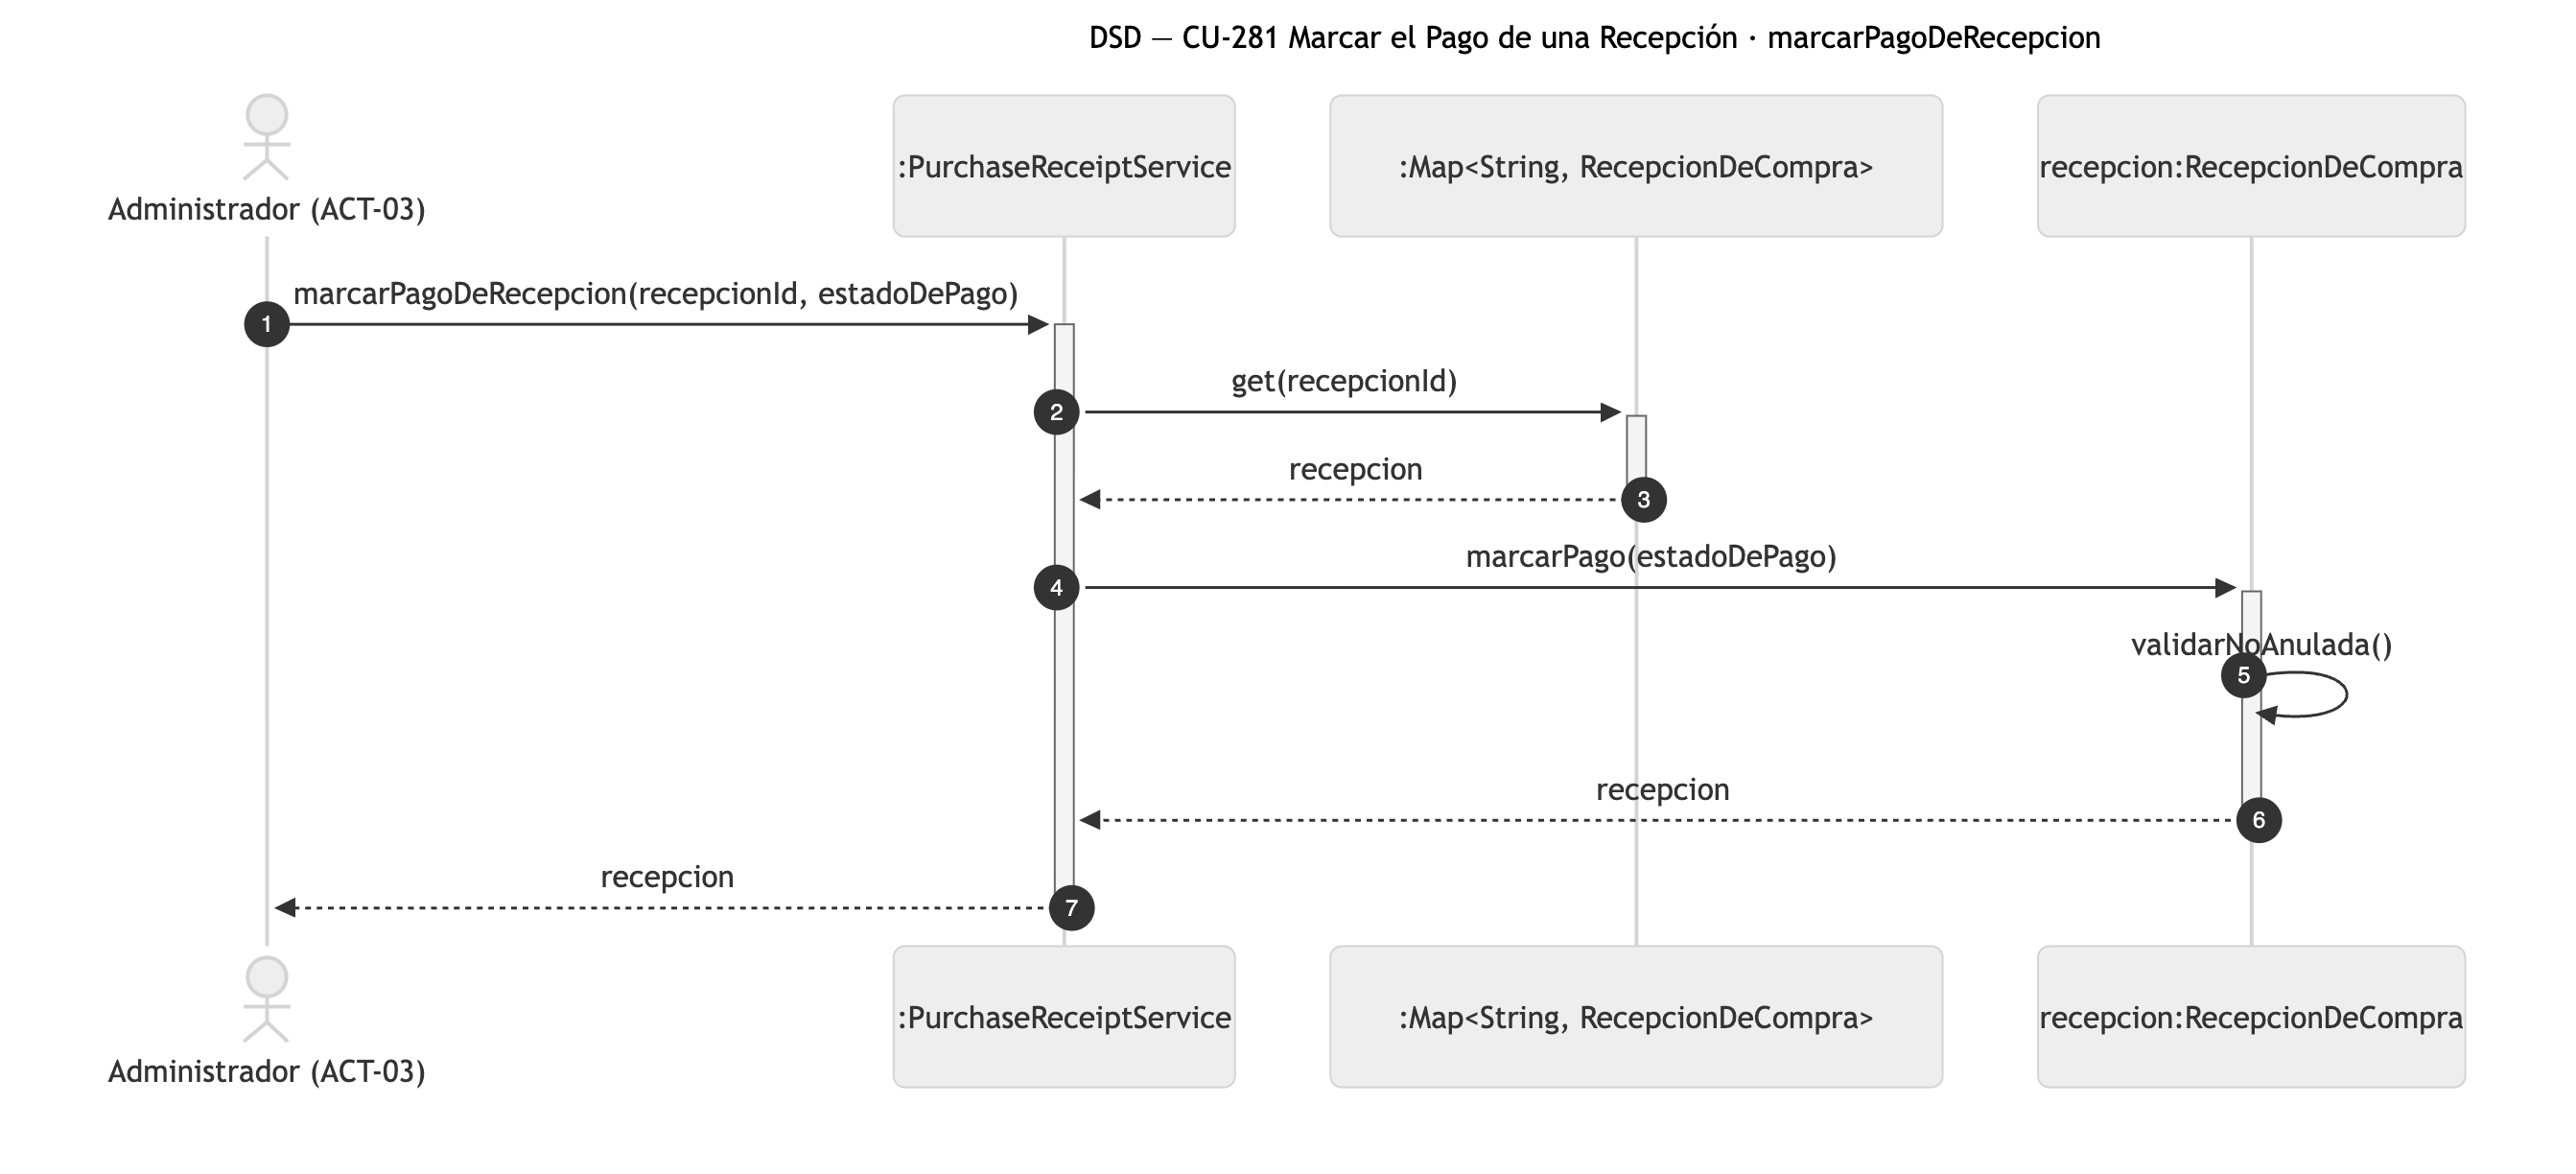 DSD — CU-281 Marcar el Pago de una Recepción · marcarPagoDeRecepcion
Administrador (ACT-03)
:PurchaseReceiptService
:Map<String, RecepcionDeCompra>
recepcion:RecepcionDeCompra
marcarPagoDeRecepcion(recepcionId, estadoDePago)
1
get(recepcionId)
2
recepcion
3
marcarPago(estadoDePago)
4
validarNoAnulada()
5
recepcion
6
recepcion
7
Administrador (ACT-03)
:PurchaseReceiptService
:Map<String, RecepcionDeCompra>
recepcion:RecepcionDeCompra